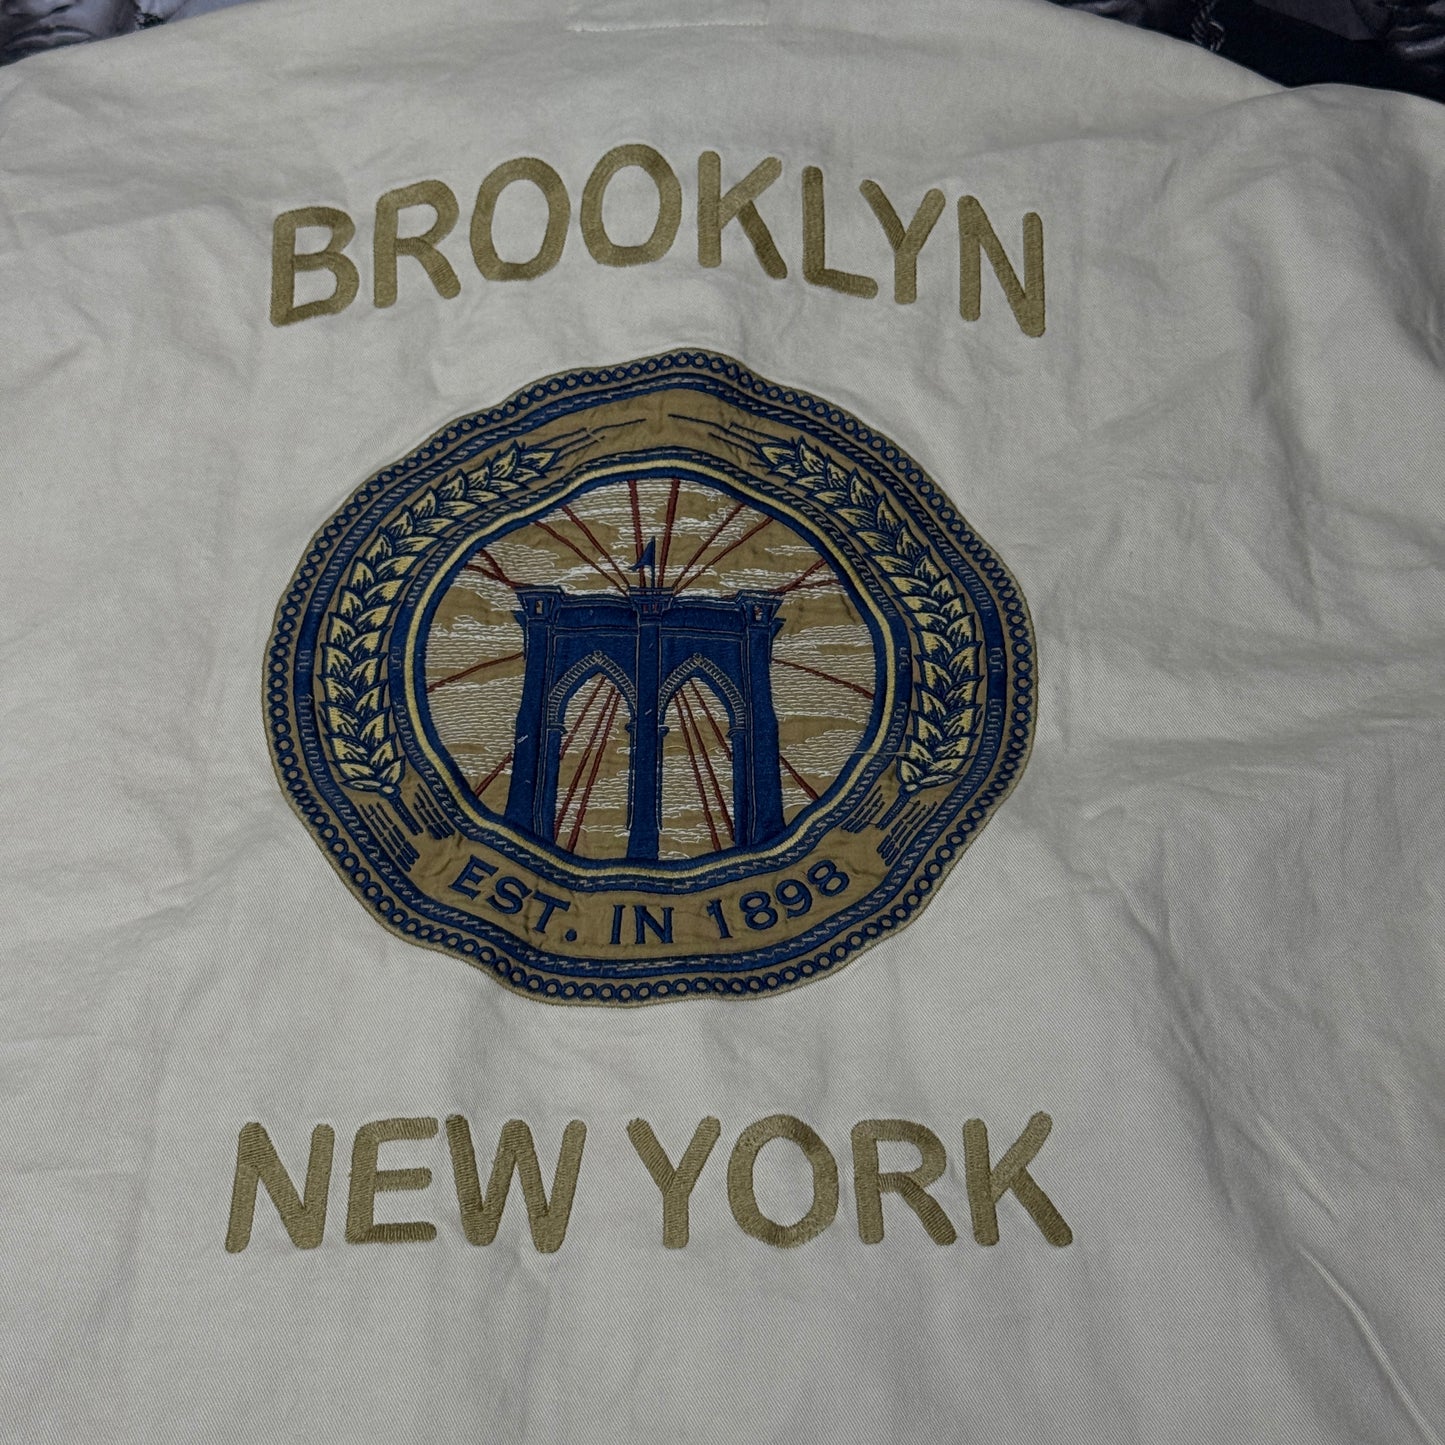 BROOKLYN
EST. IN 1898
NEW YORK